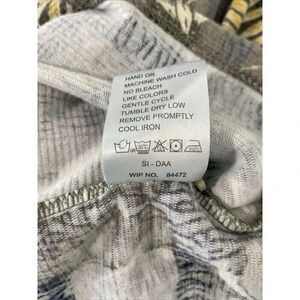 HAND OR
MACHINE WASH COLD
NO BLEACH
LIKE COLORS
GENTLE CYCLE
TUMBLE DRY LOW
REMOVE PROMPTLY
COOL IRON
SI - DAA
WIP NO. 84472